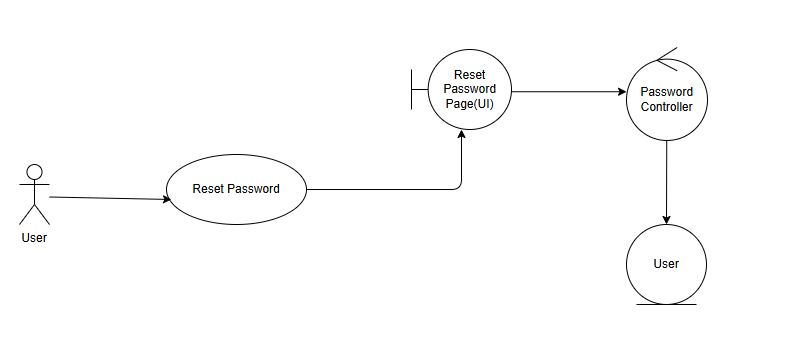 Reset
Password
Page(UI)
Password
Controller
Reset Password
User
User